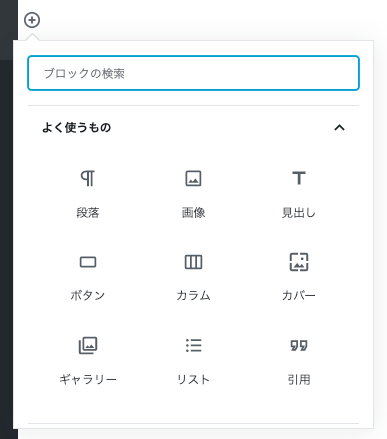 ブロックの検索
よく使うもの
段落 画像 見出し
ボタン カラム カバー
ギャラリー リスト 引用